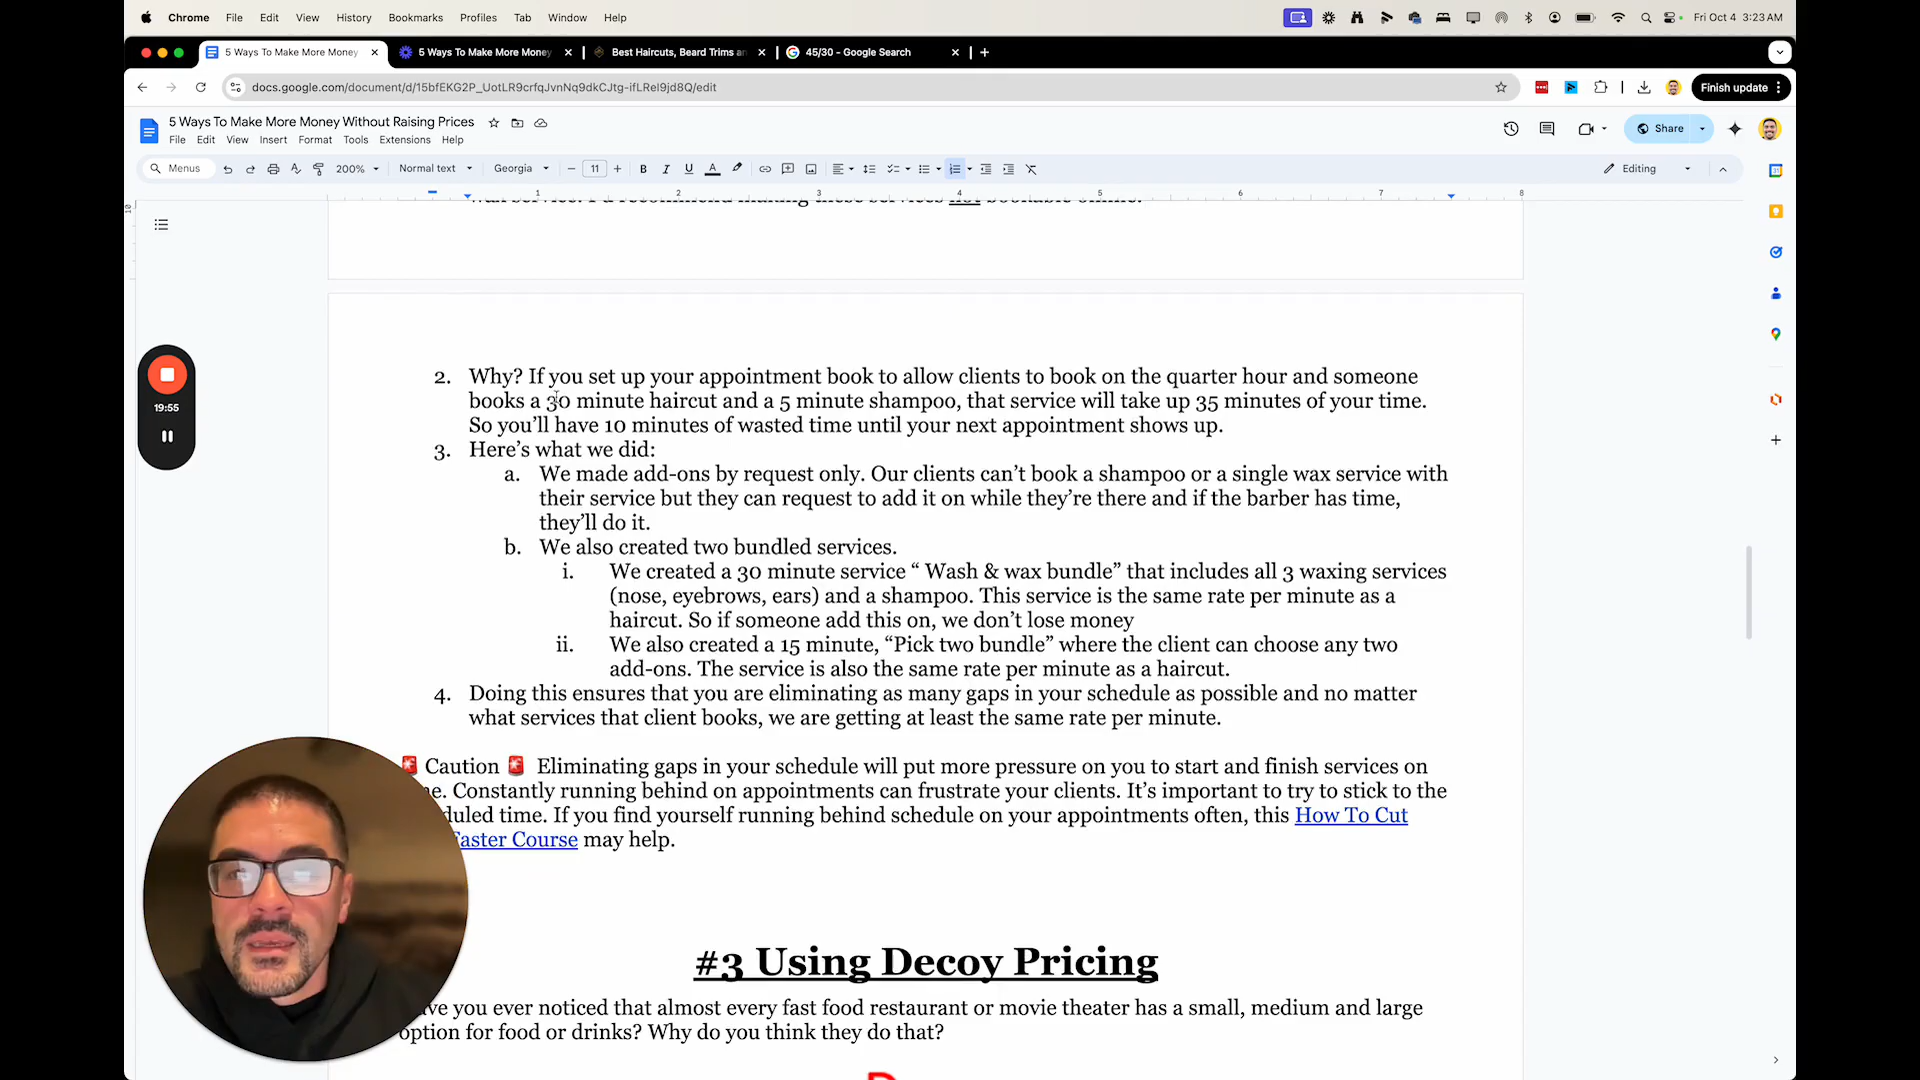 Chrome File Edit View History Bookmarks Profiles Tab Window Help
Fri Oct 4 3:23 AM
5 Ways To Make More Money
5 Ways To Make More Money
Best Haircuts, Beard Trims an
45/30 - Google Search
docs.google.com/document/d/15bfEKG2P_UotLR9crfqJvnNq9dkCJtg-ifLRel9jd8Q/edit
Finish update
5 Ways To Make More Money Without Raising Prices
File Edit View Insert Format Tools Extensions Help
Share
Menus
200%
Normal text
Georgia
11
Editing
1 2 3 4 5 6 7 8
wax service. I'd recommend making these services not bookable online.
2. Why? If you set up your appointment book to allow clients to book on the quarter hour and someone
books a 30 minute haircut and a 5 minute shampoo, that service will take up 35 minutes of your time.
So you'll have 10 minutes of wasted time until your next appointment shows up.
3. Here's what we did:
a. We made add-ons by request only. Our clients can't book a shampoo or a single wax service with
their service but they can request to add it on while they're there and if the barber has time,
they'll do it.
b. We also created two bundled services.
i. We created a 30 minute service “ Wash & wax bundle” that includes all 3 waxing services
(nose, eyebrows, ears) and a shampoo. This service is the same rate per minute as a
haircut. So if someone add this on, we don't lose money
ii. We also created a 15 minute, “Pick two bundle” where the client can choose any two
add-ons. The service is also the same rate per minute as a haircut.
4. Doing this ensures that you are eliminating as many gaps in your schedule as possible and no matter
what services that client books, we are getting at least the same rate per minute.
Caution Eliminating gaps in your schedule will put more pressure on you to start and finish services on
Constantly running behind on appointments can frustrate your clients. It's important to try to stick to the
time. If you find yourself running behind schedule on your appointments often, this How To Cut
Faster Course may help.
#3 Using Decoy Pricing
you ever noticed that almost every fast food restaurant or movie theater has a small, medium and large
option for food or drinks? Why do you think they do that?
19:55